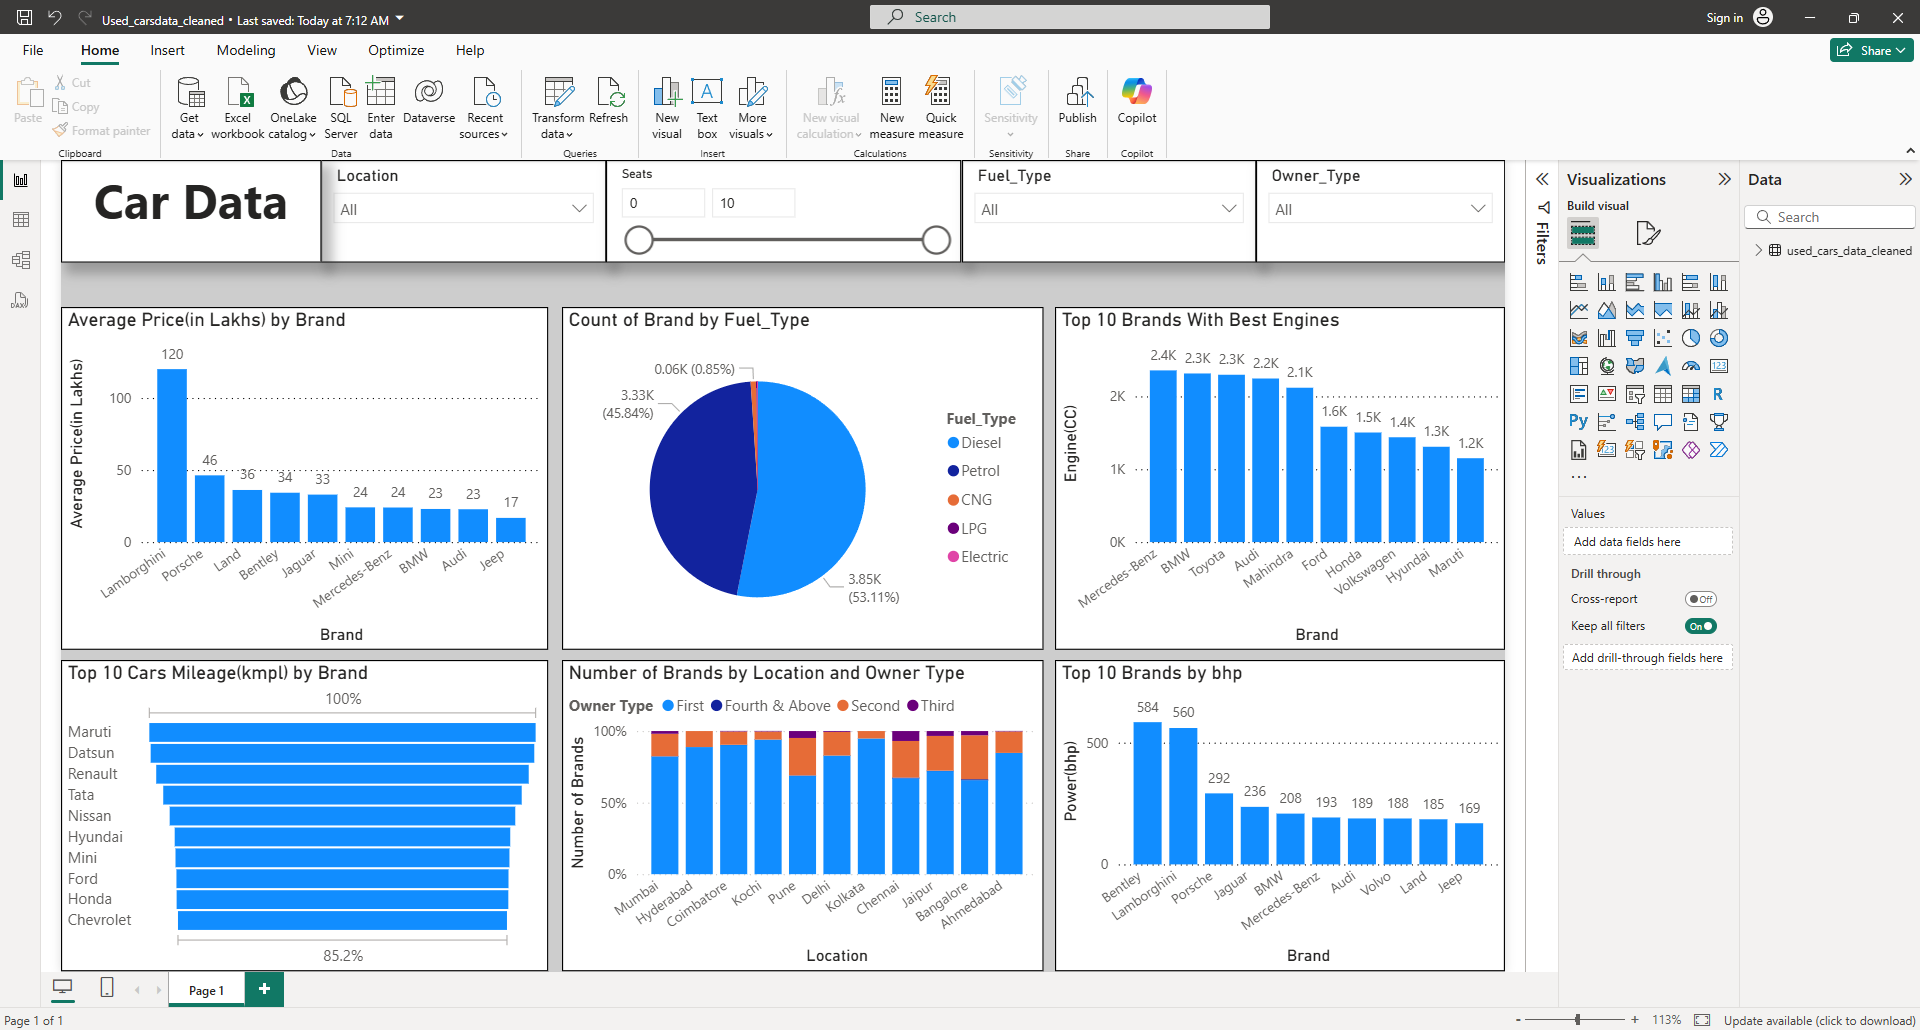 Used_carsdata_cleaned • Last saved: Today at 7:12 AM
Search
Sign in
File
Home
Insert
Modeling
View
Optimize
Help
Share
Paste
Cut
Copy
Format painter
Clipboard
Get data
Excel workbook
OneLake catalog
SQL Server
Enter data
Dataverse
Recent sources
Data
Transform data
Refresh
Queries
New visual
Text box
More visuals
Insert
New visual calculation
New measure
Quick measure
Calculations
Sensitivity
Sensitivity
Publish
Share
Copilot
Copilot
Car Data
Location
All
Seats
0
10
Fuel_Type
All
Owner_Type
All
Average Price(in Lakhs) by Brand
Average Price(in Lakhs)
100
50
0
120
46
36
34
33
24
24
23
23
17
Lamborghini
Porsche
Land
Bentley
Jaguar
Mini
Mercedes-Benz
BMW
Audi
Jeep
Brand
Count of Brand by Fuel_Type
0.06K (0.85%)
3.33K
(45.84%)
3.85K
(53.11%)
Fuel_Type
Diesel
Petrol
CNG
LPG
Electric
Top 10 Brands With Best Engines
Engine(CC)
2K
1K
0K
2.4K
2.3K
2.3K
2.2K
2.1K
1.6K
1.5K
1.4K
1.3K
1.2K
Mercedes-Benz
BMW
Toyota
Audi
Mahindra
Ford
Honda
Volkswagen
Hyundai
Maruti
Brand
Top 10 Cars Mileage(kmpl) by Brand
100%
Maruti
Datsun
Renault
Tata
Nissan
Hyundai
Mini
Ford
Honda
Chevrolet
85.2%
Number of Brands by Location and Owner Type
Owner Type
First
Fourth & Above
Second
Third
Number of Brands
100%
50%
0%
Mumbai
Hyderabad
Coimbatore
Kochi
Pune
Delhi
Kolkata
Chennai
Jaipur
Bangalore
Ahmedabad
Location
Top 10 Brands by bhp
Power(bhp)
500
0
584
560
292
236
208
193
189
188
185
169
Bentley
Lamborghini
Porsche
Jaguar
BMW
Mercedes-Benz
Audi
Volvo
Land
Jeep
Brand
Filters
Visualizations
Build visual
R
Py
123
Values
Add data fields here
Drill through
Cross-report
Off
Keep all filters
On
Add drill-through fields here
Data
Search
used_cars_data_cleaned
DAX
Page 1
+
Page 1 of 1
- + 113%
Update available (click to download)